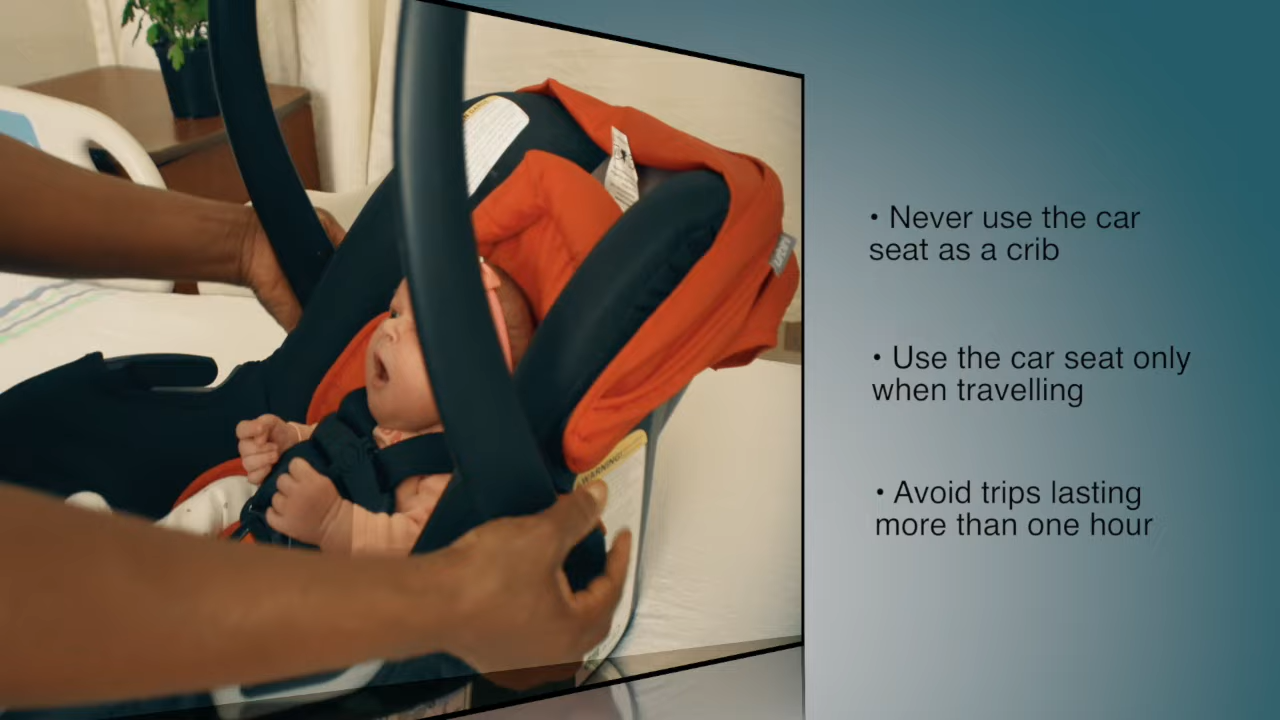 • Never use the car
seat as a crib
• Use the car seat only
when travelling
• Avoid trips lasting
more than one hour
WARNING!